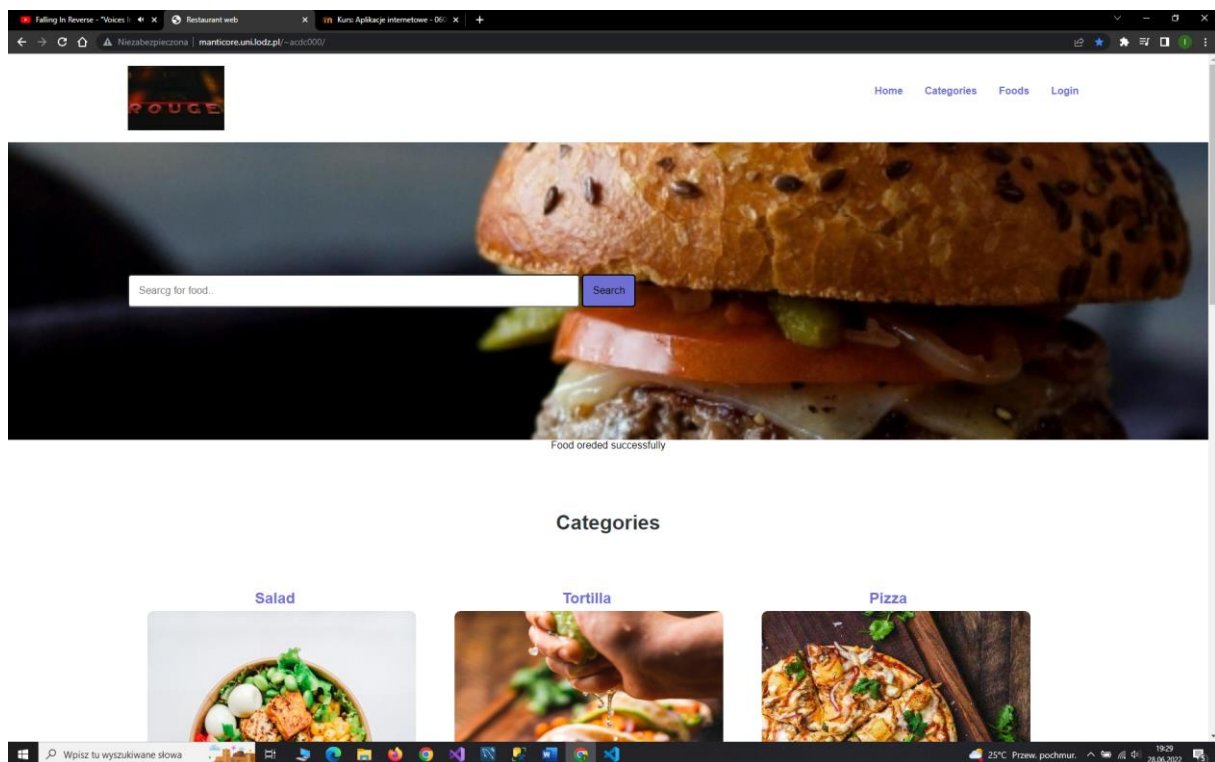 Falling In Reverse - "Voices I
Restaurant web
Kurs: Aplikacje internetowe - 060
Niezabezpieczona
manticore.uni.lodz.pl/~acdc000/
ROUGE
Home
Categories
Foods
Login
Searcg for food..
Search
Food oreded successfully
Categories
Salad
Tortilla
Pizza
Wpisz tu wyszukiwane słowa
25°C Przew. pochmur.
19:29
28.06.2022